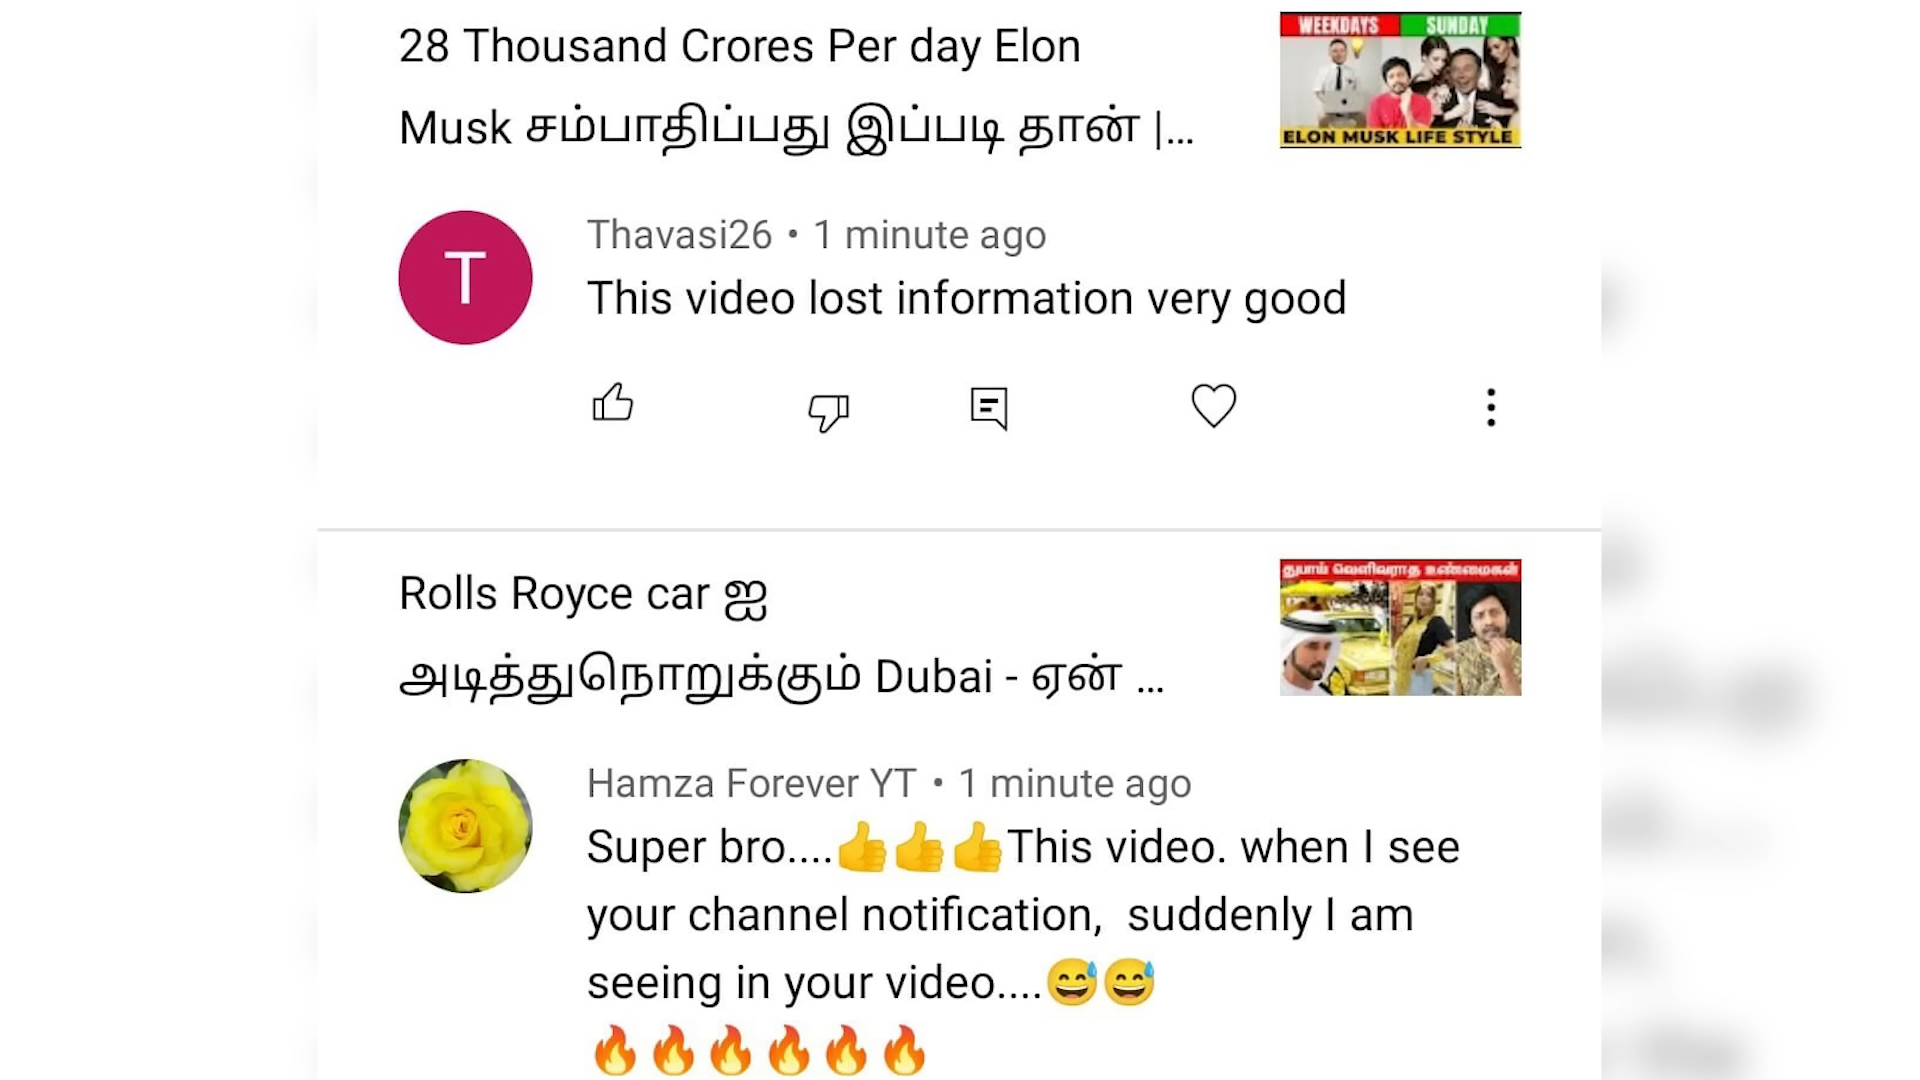 28 Thousand Crores Per day Elon
Musk சம்பாதிப்பது இப்படி தான் |...
WEEKDAYS SUNDAY
ELON MUSK LIFE STYLE
T
Thavasi26 • 1 minute ago
This video lost information very good
Rolls Royce car ஐ
அடித்துநொறுக்கும் Dubai - ஏன் ...
துபாய் வெளிவராத உண்மைகள்
Hamza Forever YT • 1 minute ago
Super bro....👍👍👍This video. when I see
your channel notification,  suddenly I am
seeing in your video....😅😅
🔥🔥🔥🔥🔥🔥